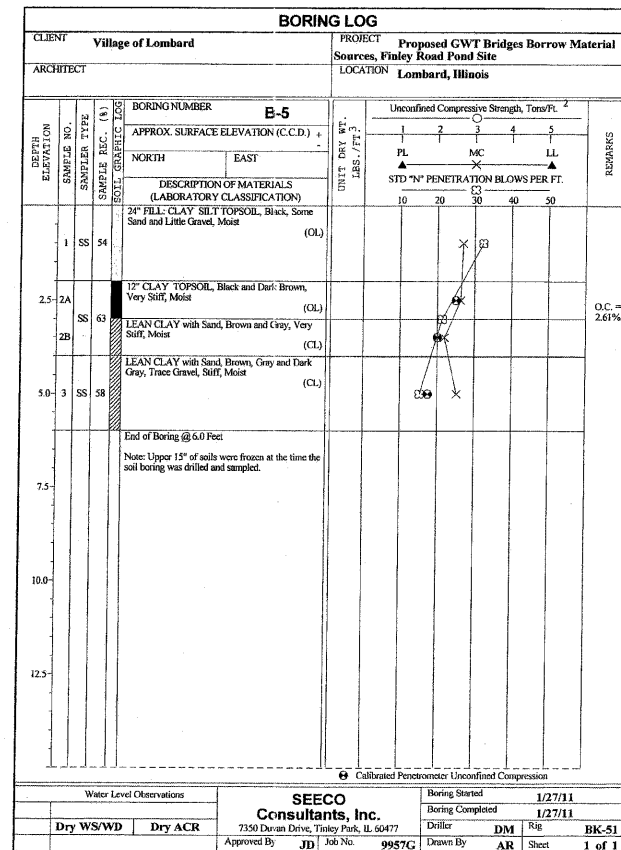 BORING LOG
CLIENT Village of Lombard
PROJECT Proposed GWT Bridges Borrow Material
Sources, Finley Road Pond Site
ARCHITECT
LOCATION Lombard, Illinois
DEPTH
ELEVATION
SAMPLE NO.
SAMPLER TYPE
SAMPLE REC. (%)
SOIL GRAPHIC LOG
BORING NUMBER B-5
APPROX. SURFACE ELEVATION (C.C.D.) +
-
NORTH EAST
DESCRIPTION OF MATERIALS
(LABORATORY CLASSIFICATION)
UNIT DRY WT.
LBS./FT.3
Unconfined Compressive Strength, Tons/Ft. 2
1 2 3 4 5
PL MC LL
STD "N" PENETRATION BLOWS PER FT.
10 20 30 40 50
REMARKS
24" FILL: CLAY SILT TOPSOIL, Black, Some
Sand and Little Gravel, Moist
(OL)
1 SS 54
12" CLAY TOPSOIL, Black and Dark Brown,
Very Stiff, Moist
(OL)
2.5 2A
SS 63
2B
O.C. =
2.61%
LEAN CLAY with Sand, Brown and Gray, Very
Stiff, Moist
(CL)
LEAN CLAY with Sand, Brown, Gray and Dark
Gray, Trace Gravel, Stiff, Moist
(CL)
5.0 3 SS 58
End of Boring @ 6.0 Feet
Note: Upper 15" of soils were frozen at the time the
soil boring was drilled and sampled.
7.5
10.0
12.5
Calibrated Penetrometer Unconfined Compression
Water Level Observations
Dry WS/WD Dry ACR
SEECO
Consultants, Inc.
7350 Duvan Drive, Tinley Park, IL 60477
Boring Started 1/27/11
Boring Completed 1/27/11
Driller DM Rig BK-51
Approved By JD Job No. 9957G Drawn By AR Sheet 1 of 1